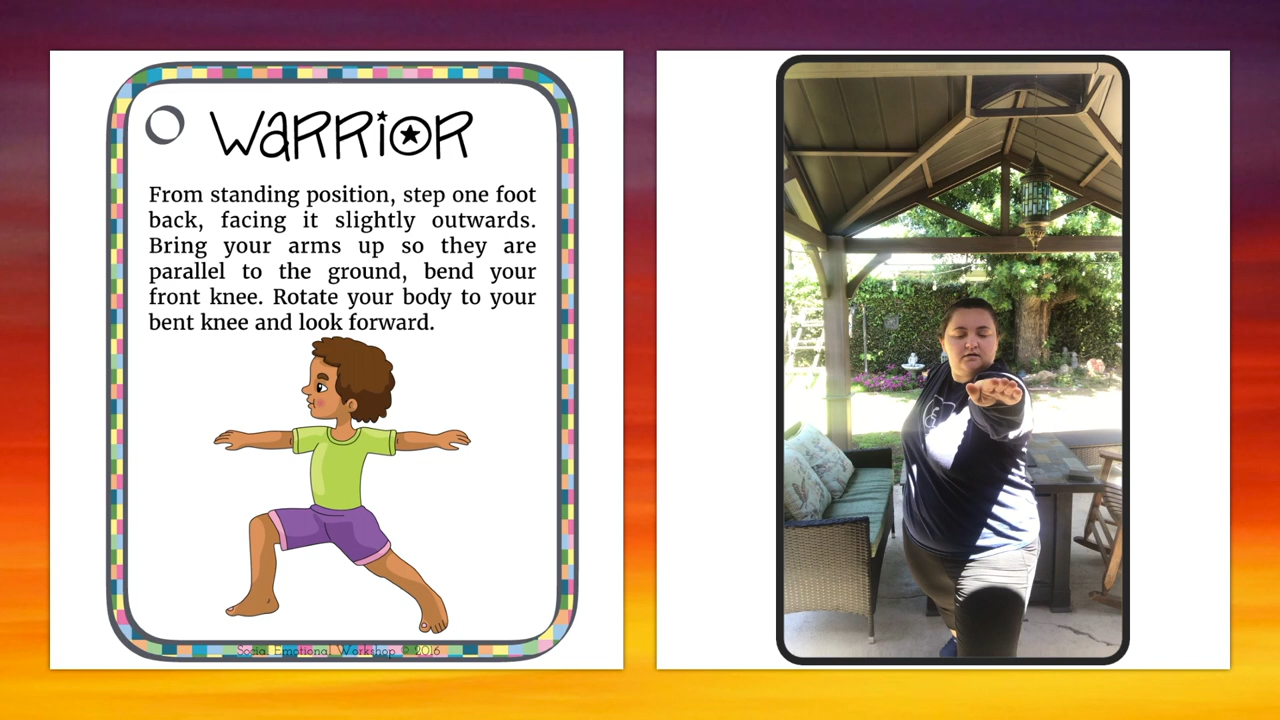 WARRiOR
From standing position, step one foot
back, facing it slightly outwards.
Bring your arms up so they are
parallel to the ground, bend your
front knee. Rotate your body to your
bent knee and look forward.
Social Emotional Workshop © 2016